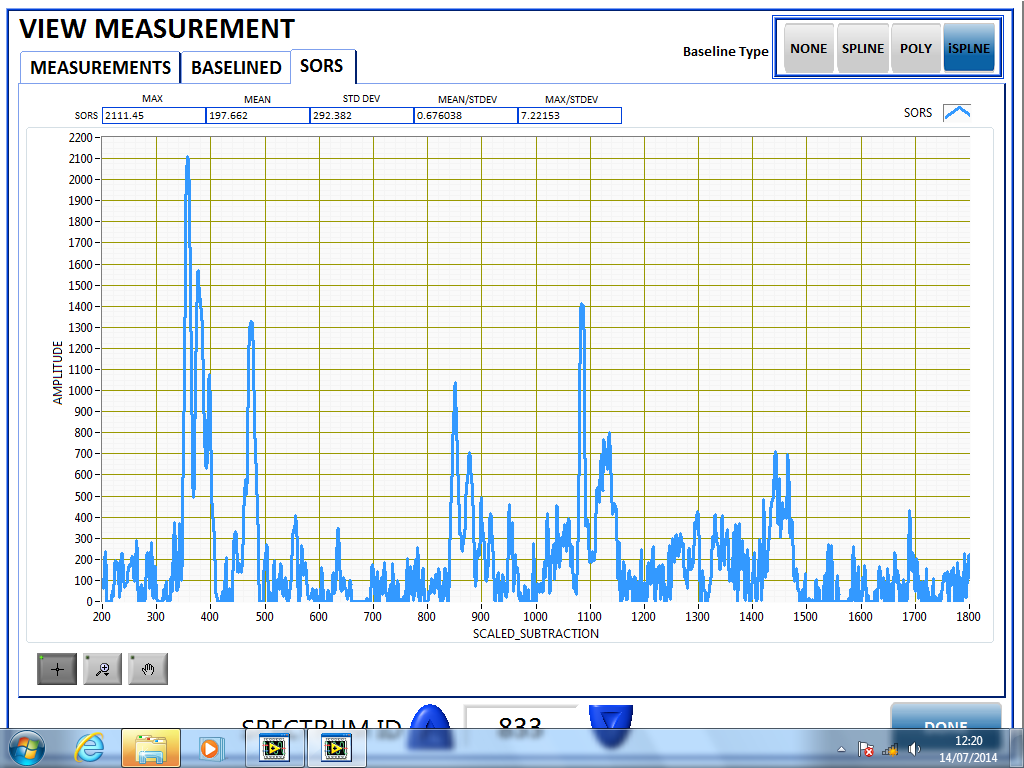 VIEW MEASUREMENT
Baseline Type NONE SPLINE POLY iSPLNE
MEASUREMENTS BASELINED SORS
MAX MEAN STD DEV MEAN/STDEV MAX/STDEV
SORS 2111.45 197.662 292.382 0.676038 7.22153
SORS
2200
2100
2000
1900
1800
1700
1600
1500
1400
1300
1200
1100
1000
900
800
700
600
500
400
300
200
100
0
AMPLITUDE
200 300 400 500 600 700 800 900 1000 1100 1200 1300 1400 1500 1600 1700 1800
SCALED_SUBTRACTION
SPECTRUM ID 833 DONE
12:20
14/07/2014